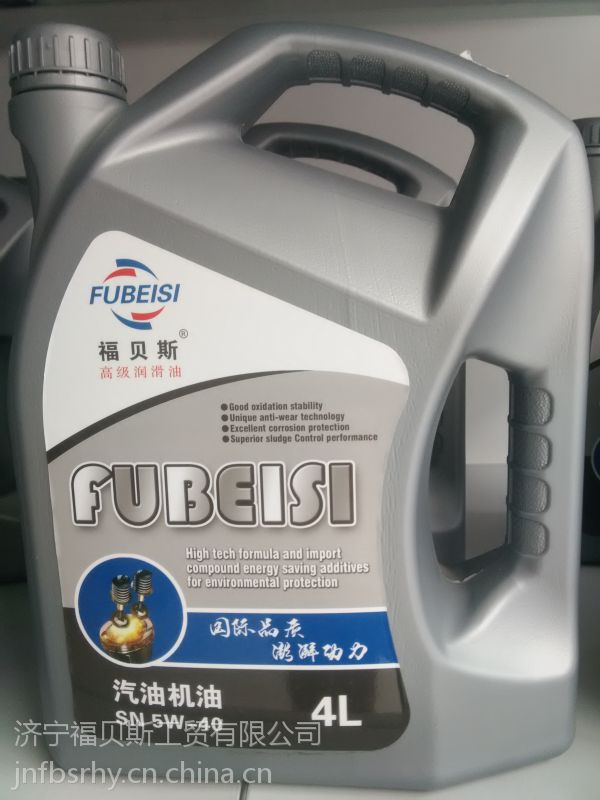 FUBEISI
福贝斯®
高级润滑油
●Good oxidation stability
●Unique anti-wear technology
●Excellent corrosion protection
●Superior sludge Control performance
FUBEISI
High tech formula and import
compound energy saving additives
for environmental protection
国际品质
澎湃动力
汽油机油
SN 5W-40
4L
济宁福贝斯工贸有限公司
jnfbsrhy.cn.china.cn